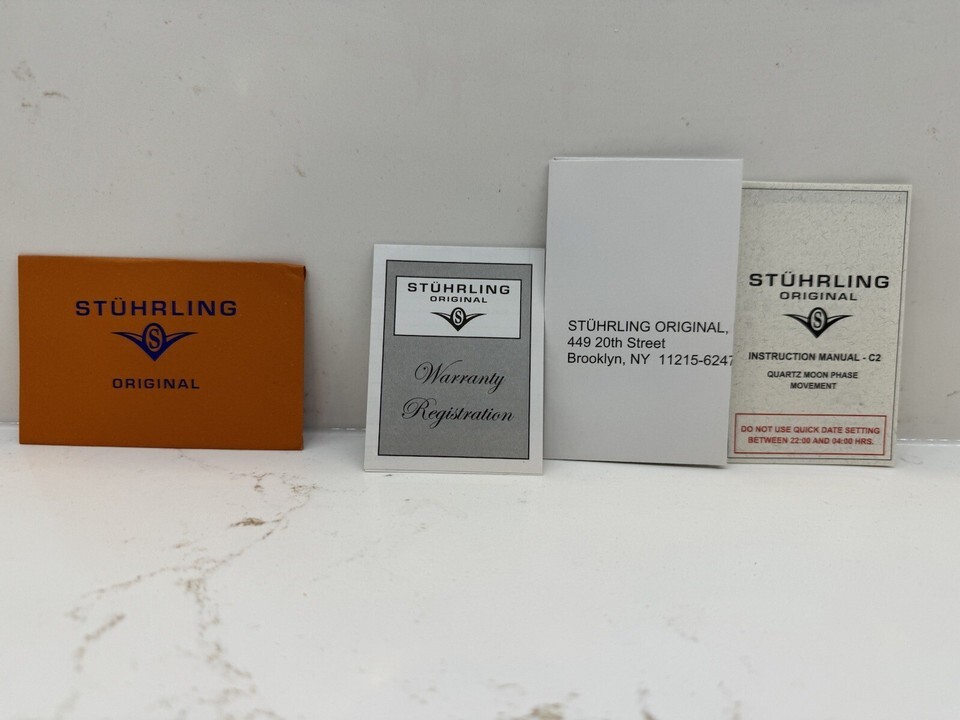 STÜHRLING
S
ORIGINAL
STÜHRLING
ORIGINAL
S
Warranty
Registration
STÜHRLING ORIGINAL,
449 20th Street
Brooklyn, NY 11215-6247
STÜHRLING
ORIGINAL
S
INSTRUCTION MANUAL - C2
QUARTZ MOON PHASE
MOVEMENT
DO NOT USE QUICK DATE SETTING
BETWEEN 22:00 AND 04:00 HRS.